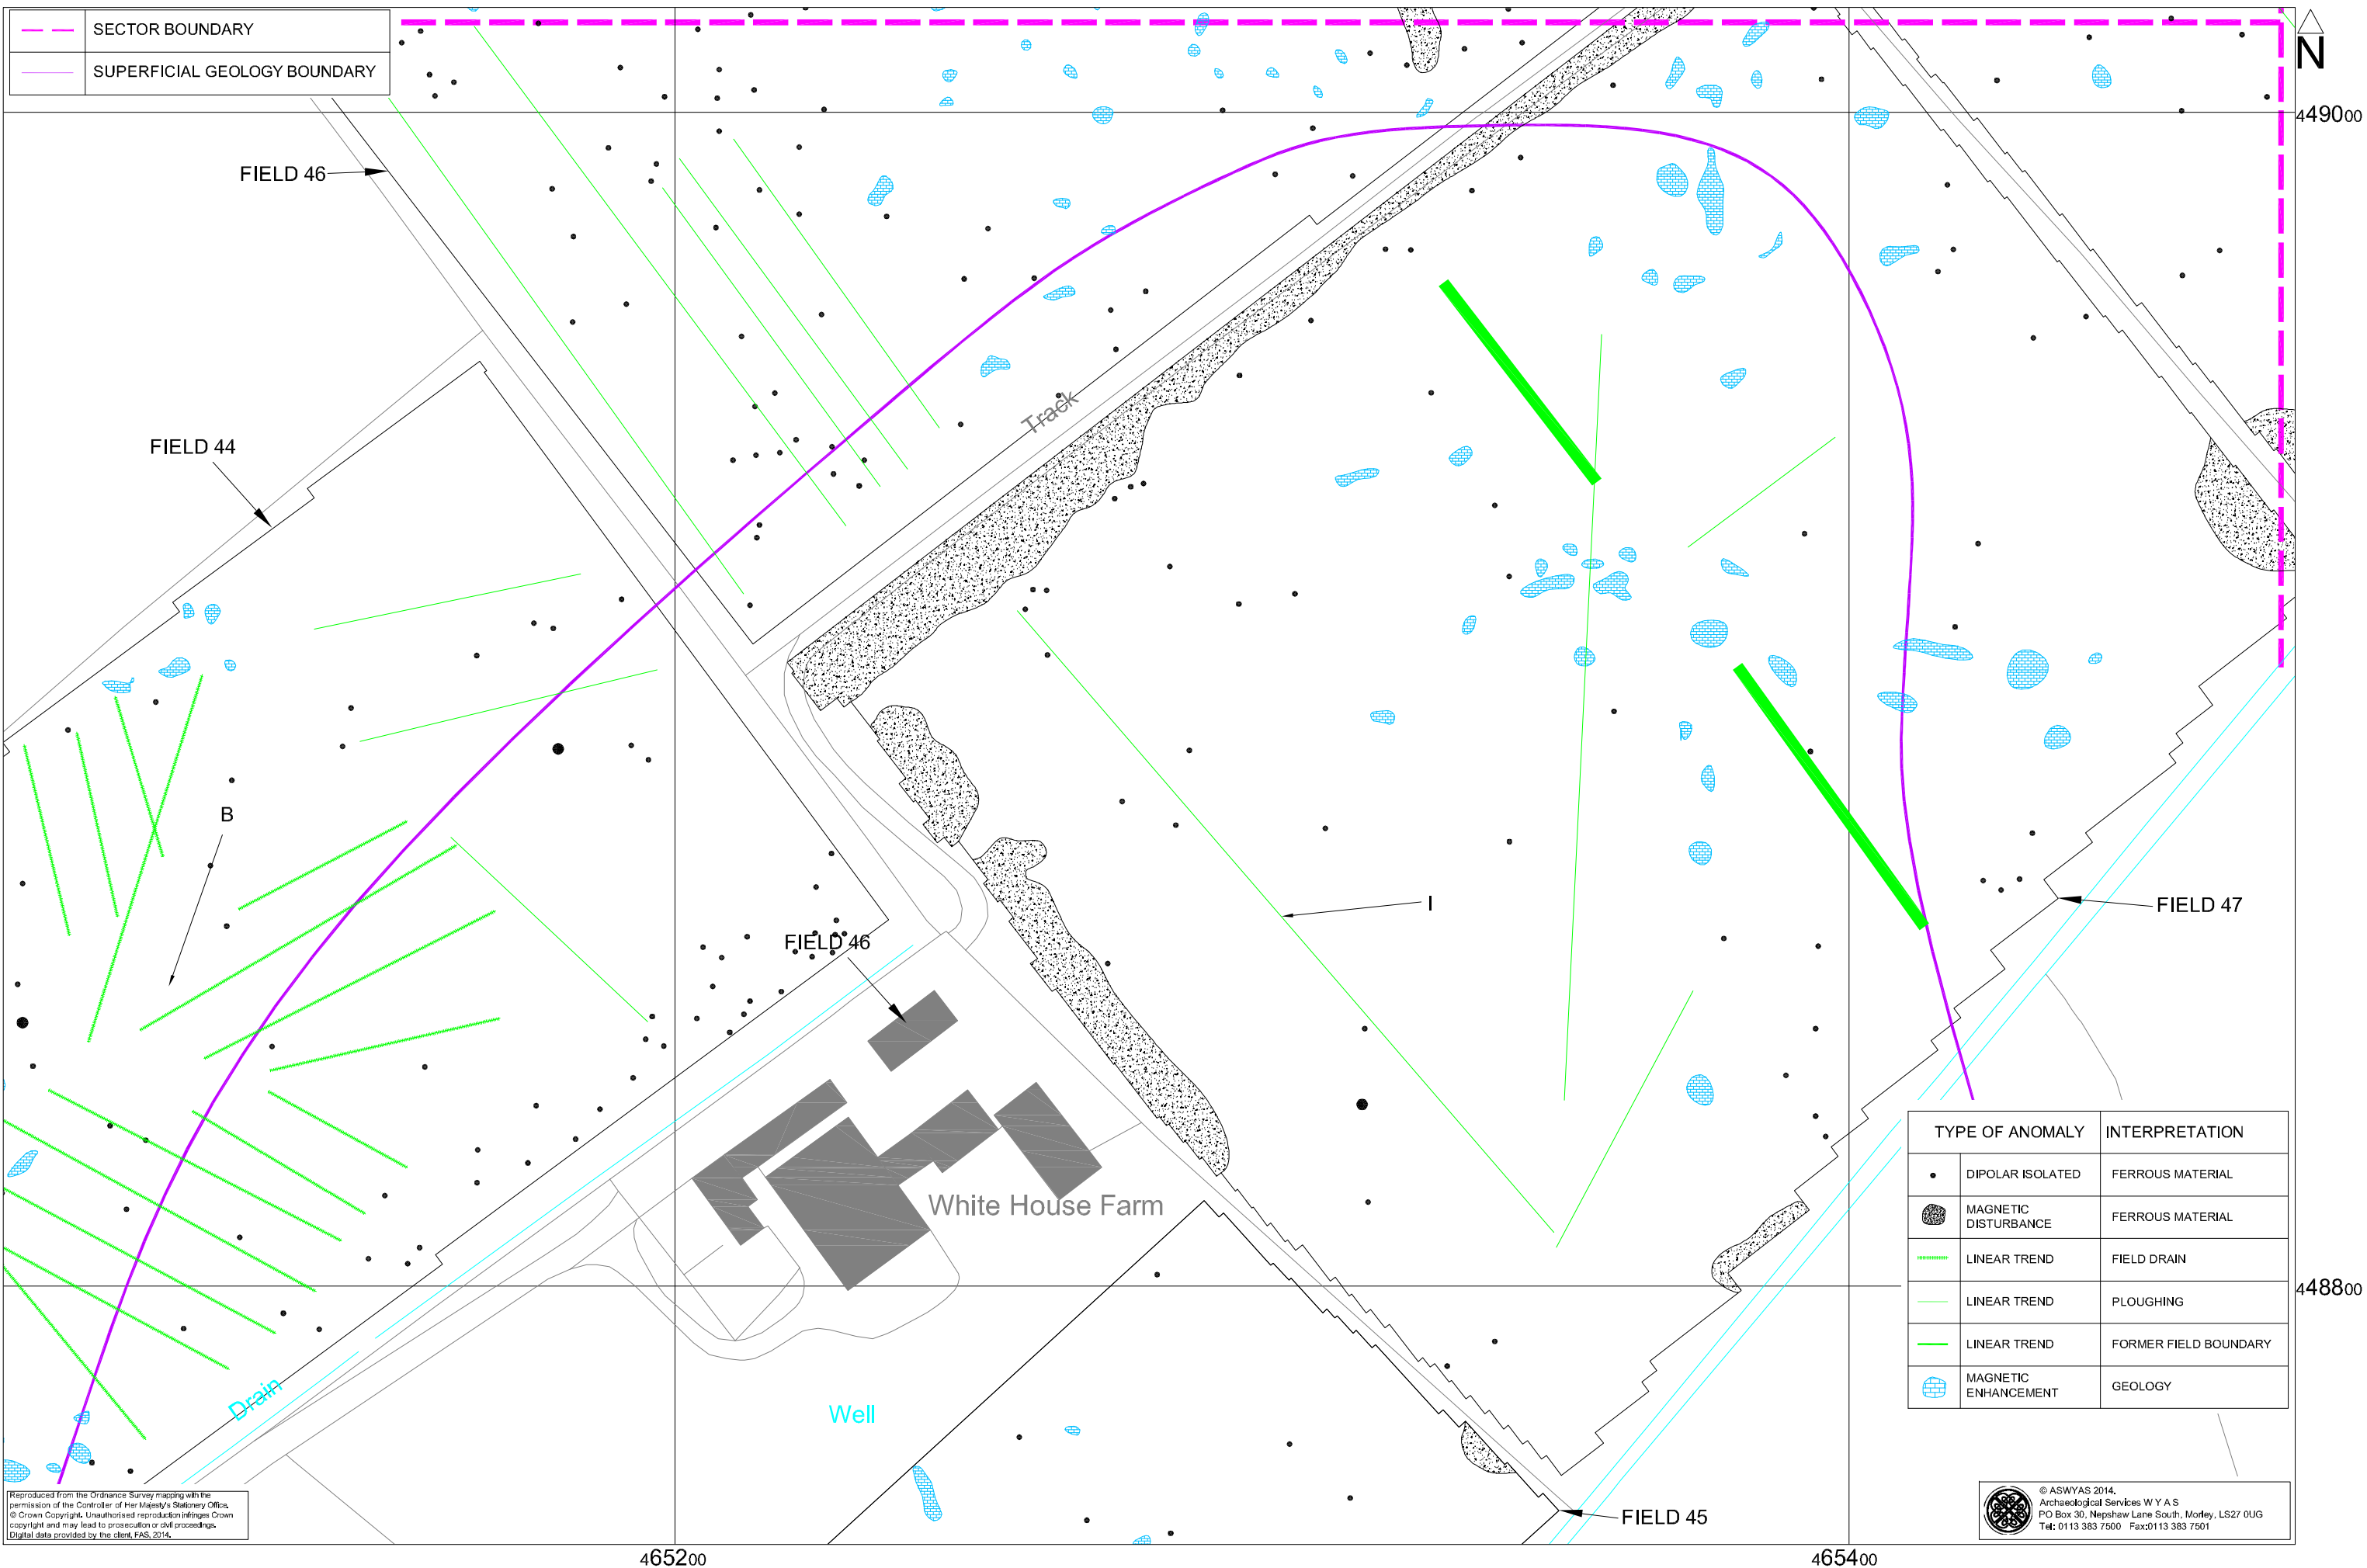 SECTOR BOUNDARY
SUPERFICIAL GEOLOGY BOUNDARY
N
449000
FIELD 46
FIELD 44
Track
B
I
FIELD 47
FIELD 46
White House Farm
TYPE OF ANOMALY INTERPRETATION
DIPOLAR ISOLATED FERROUS MATERIAL
MAGNETIC
DISTURBANCE FERROUS MATERIAL
LINEAR TREND FIELD DRAIN
LINEAR TREND PLOUGHING
LINEAR TREND FORMER FIELD BOUNDARY
MAGNETIC
ENHANCEMENT GEOLOGY
448800
Drain
Well
FIELD 45
Reproduced from the Ordnance Survey mapping with the
permission of the Controller of Her Majesty's Stationery Office.
© Crown Copyright. Unauthorised reproduction infringes Crown
copyright and may lead to prosecution or civil proceedings.
Digital data provided by the client, FAS, 2014.
© ASWYAS 2014.
Archaeological Services W Y A S
PO Box 30, Nepshaw Lane South, Morley, LS27 0UG
Tel: 0113 383 7500 Fax:0113 383 7501
465200
465400